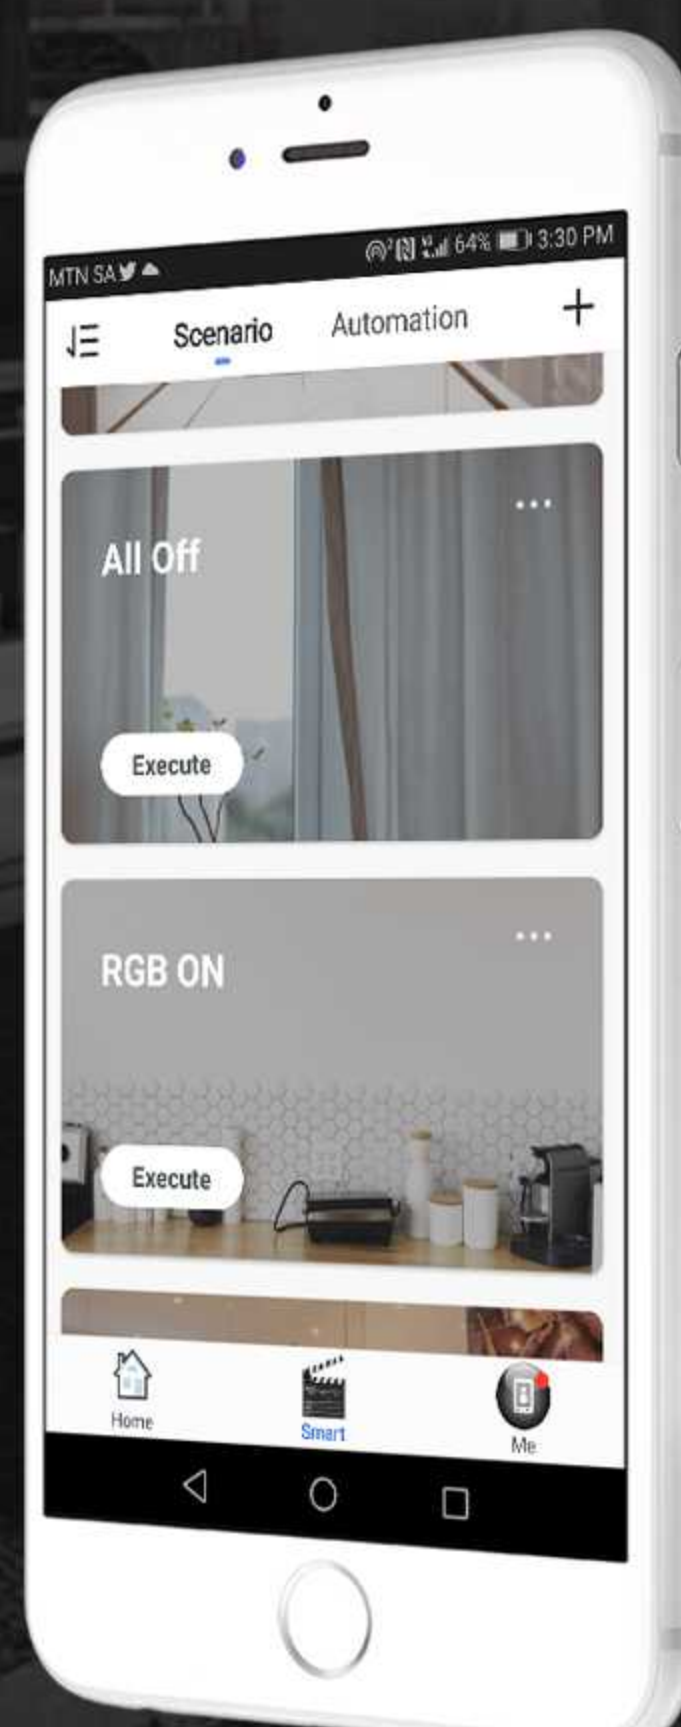 MTN SA 64% 3:30 PM
Scenario Automation
All Off
Execute
RGB ON
Execute
Home Smart Me